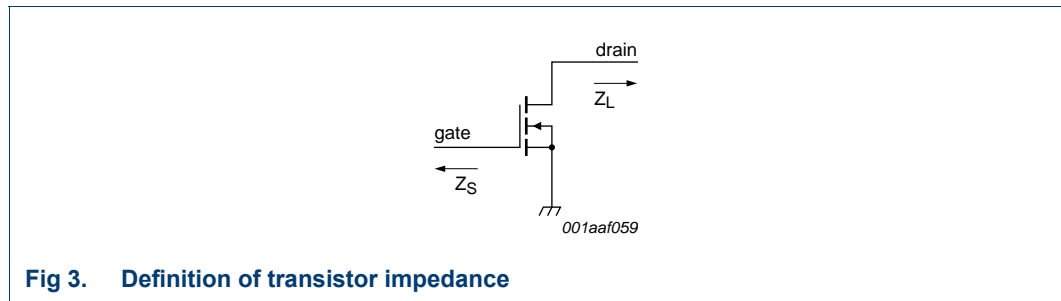 drain
Z_L
gate
Z_S
001aaf059
Fig 3. Definition of transistor impedance